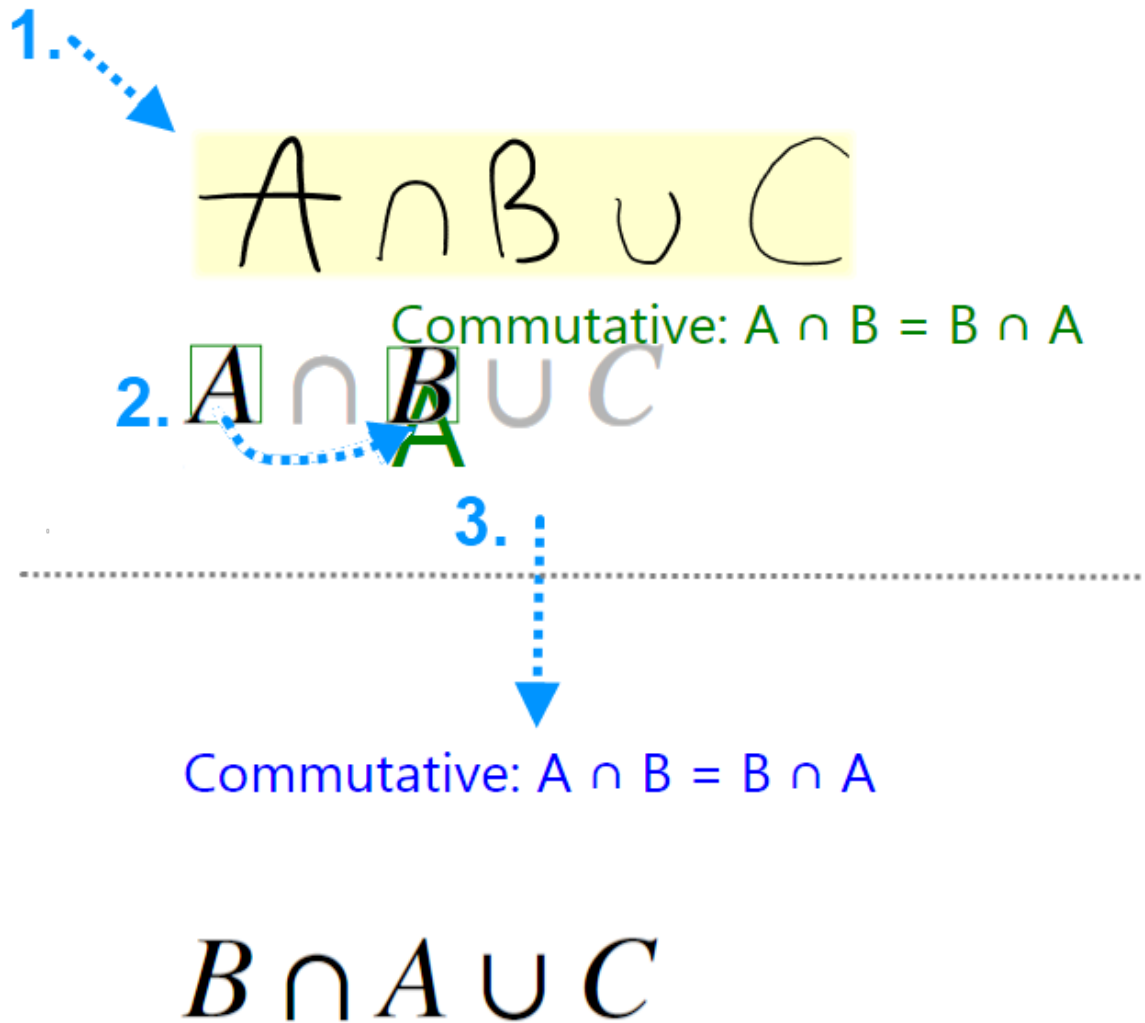 1.
A ∩ B ∪ C
Commutative: A ∩ B = B ∩ A
2. A ∩ B ∪ C
A
3.
Commutative: A ∩ B = B ∩ A
B ∩ A ∪ C